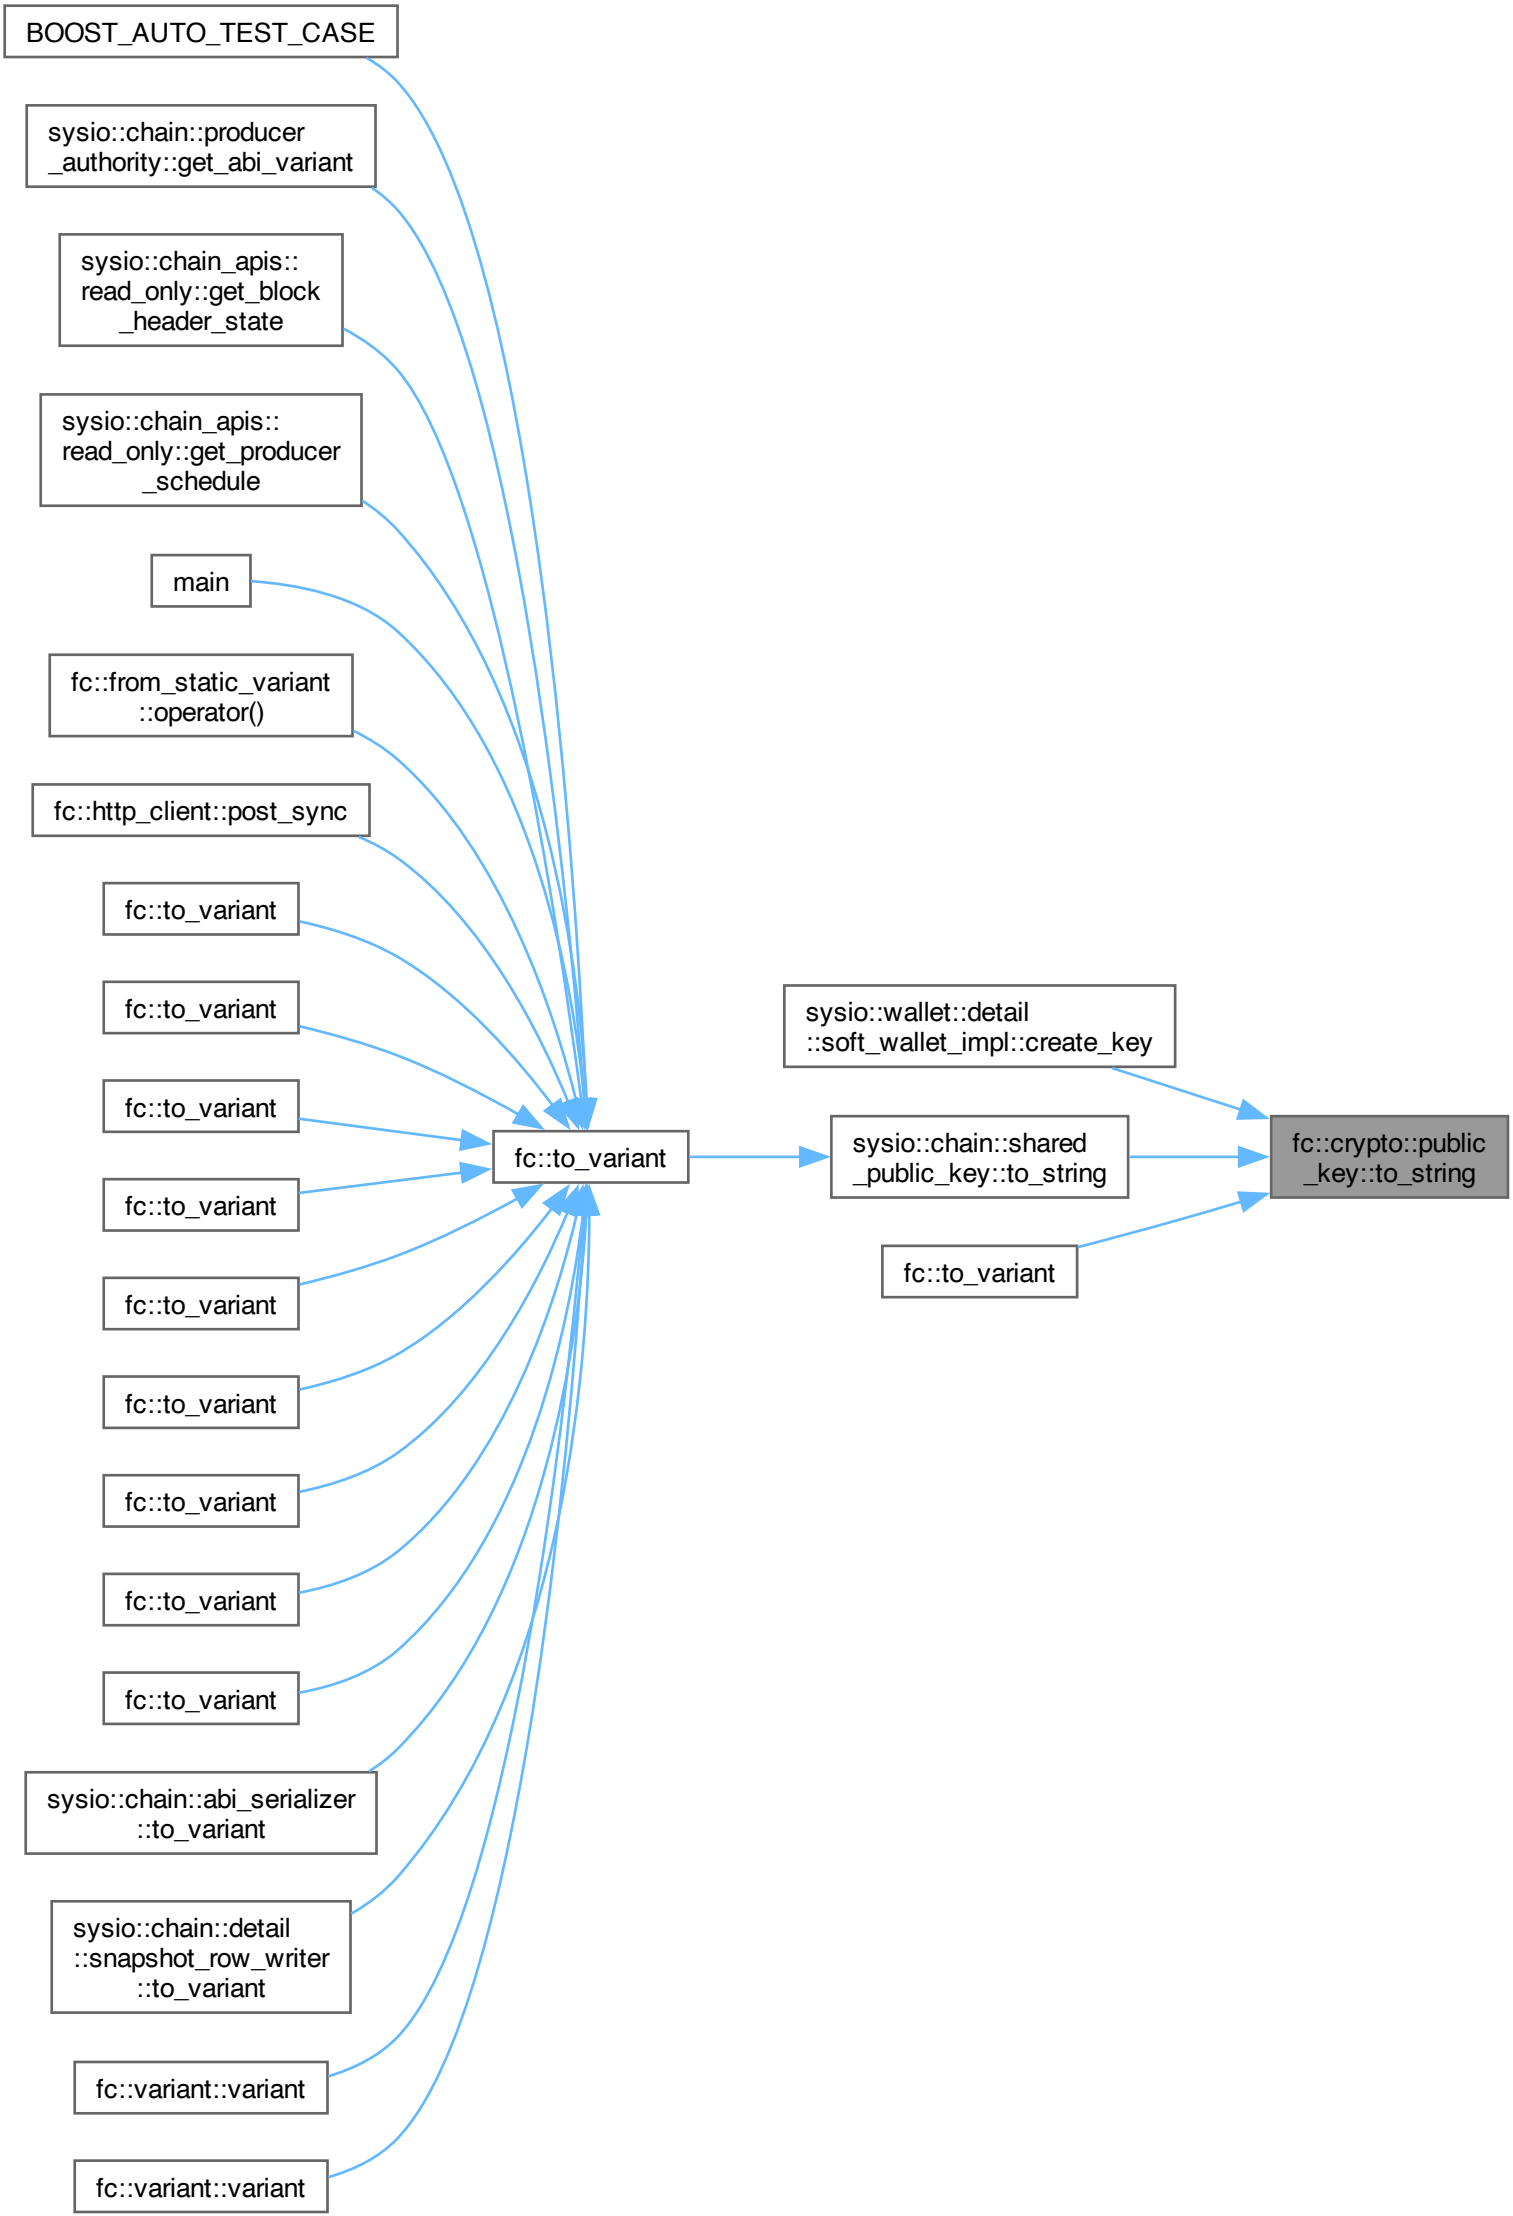 BOOST_AUTO_TEST_CASE
sysio::chain::producer
_authority::get_abi_variant
sysio::chain_apis::
read_only::get_block
_header_state
sysio::chain_apis::
read_only::get_producer
_schedule
main
fc::from_static_variant
::operator()
fc::http_client::post_sync
fc::to_variant
fc::to_variant
fc::to_variant
fc::to_variant
fc::to_variant
fc::to_variant
fc::to_variant
fc::to_variant
fc::to_variant
sysio::chain::abi_serializer
::to_variant
sysio::chain::detail
::snapshot_row_writer
::to_variant
fc::variant::variant
fc::variant::variant
fc::to_variant
sysio::wallet::detail
::soft_wallet_impl::create_key
sysio::chain::shared
_public_key::to_string
fc::to_variant
fc::crypto::public
_key::to_string